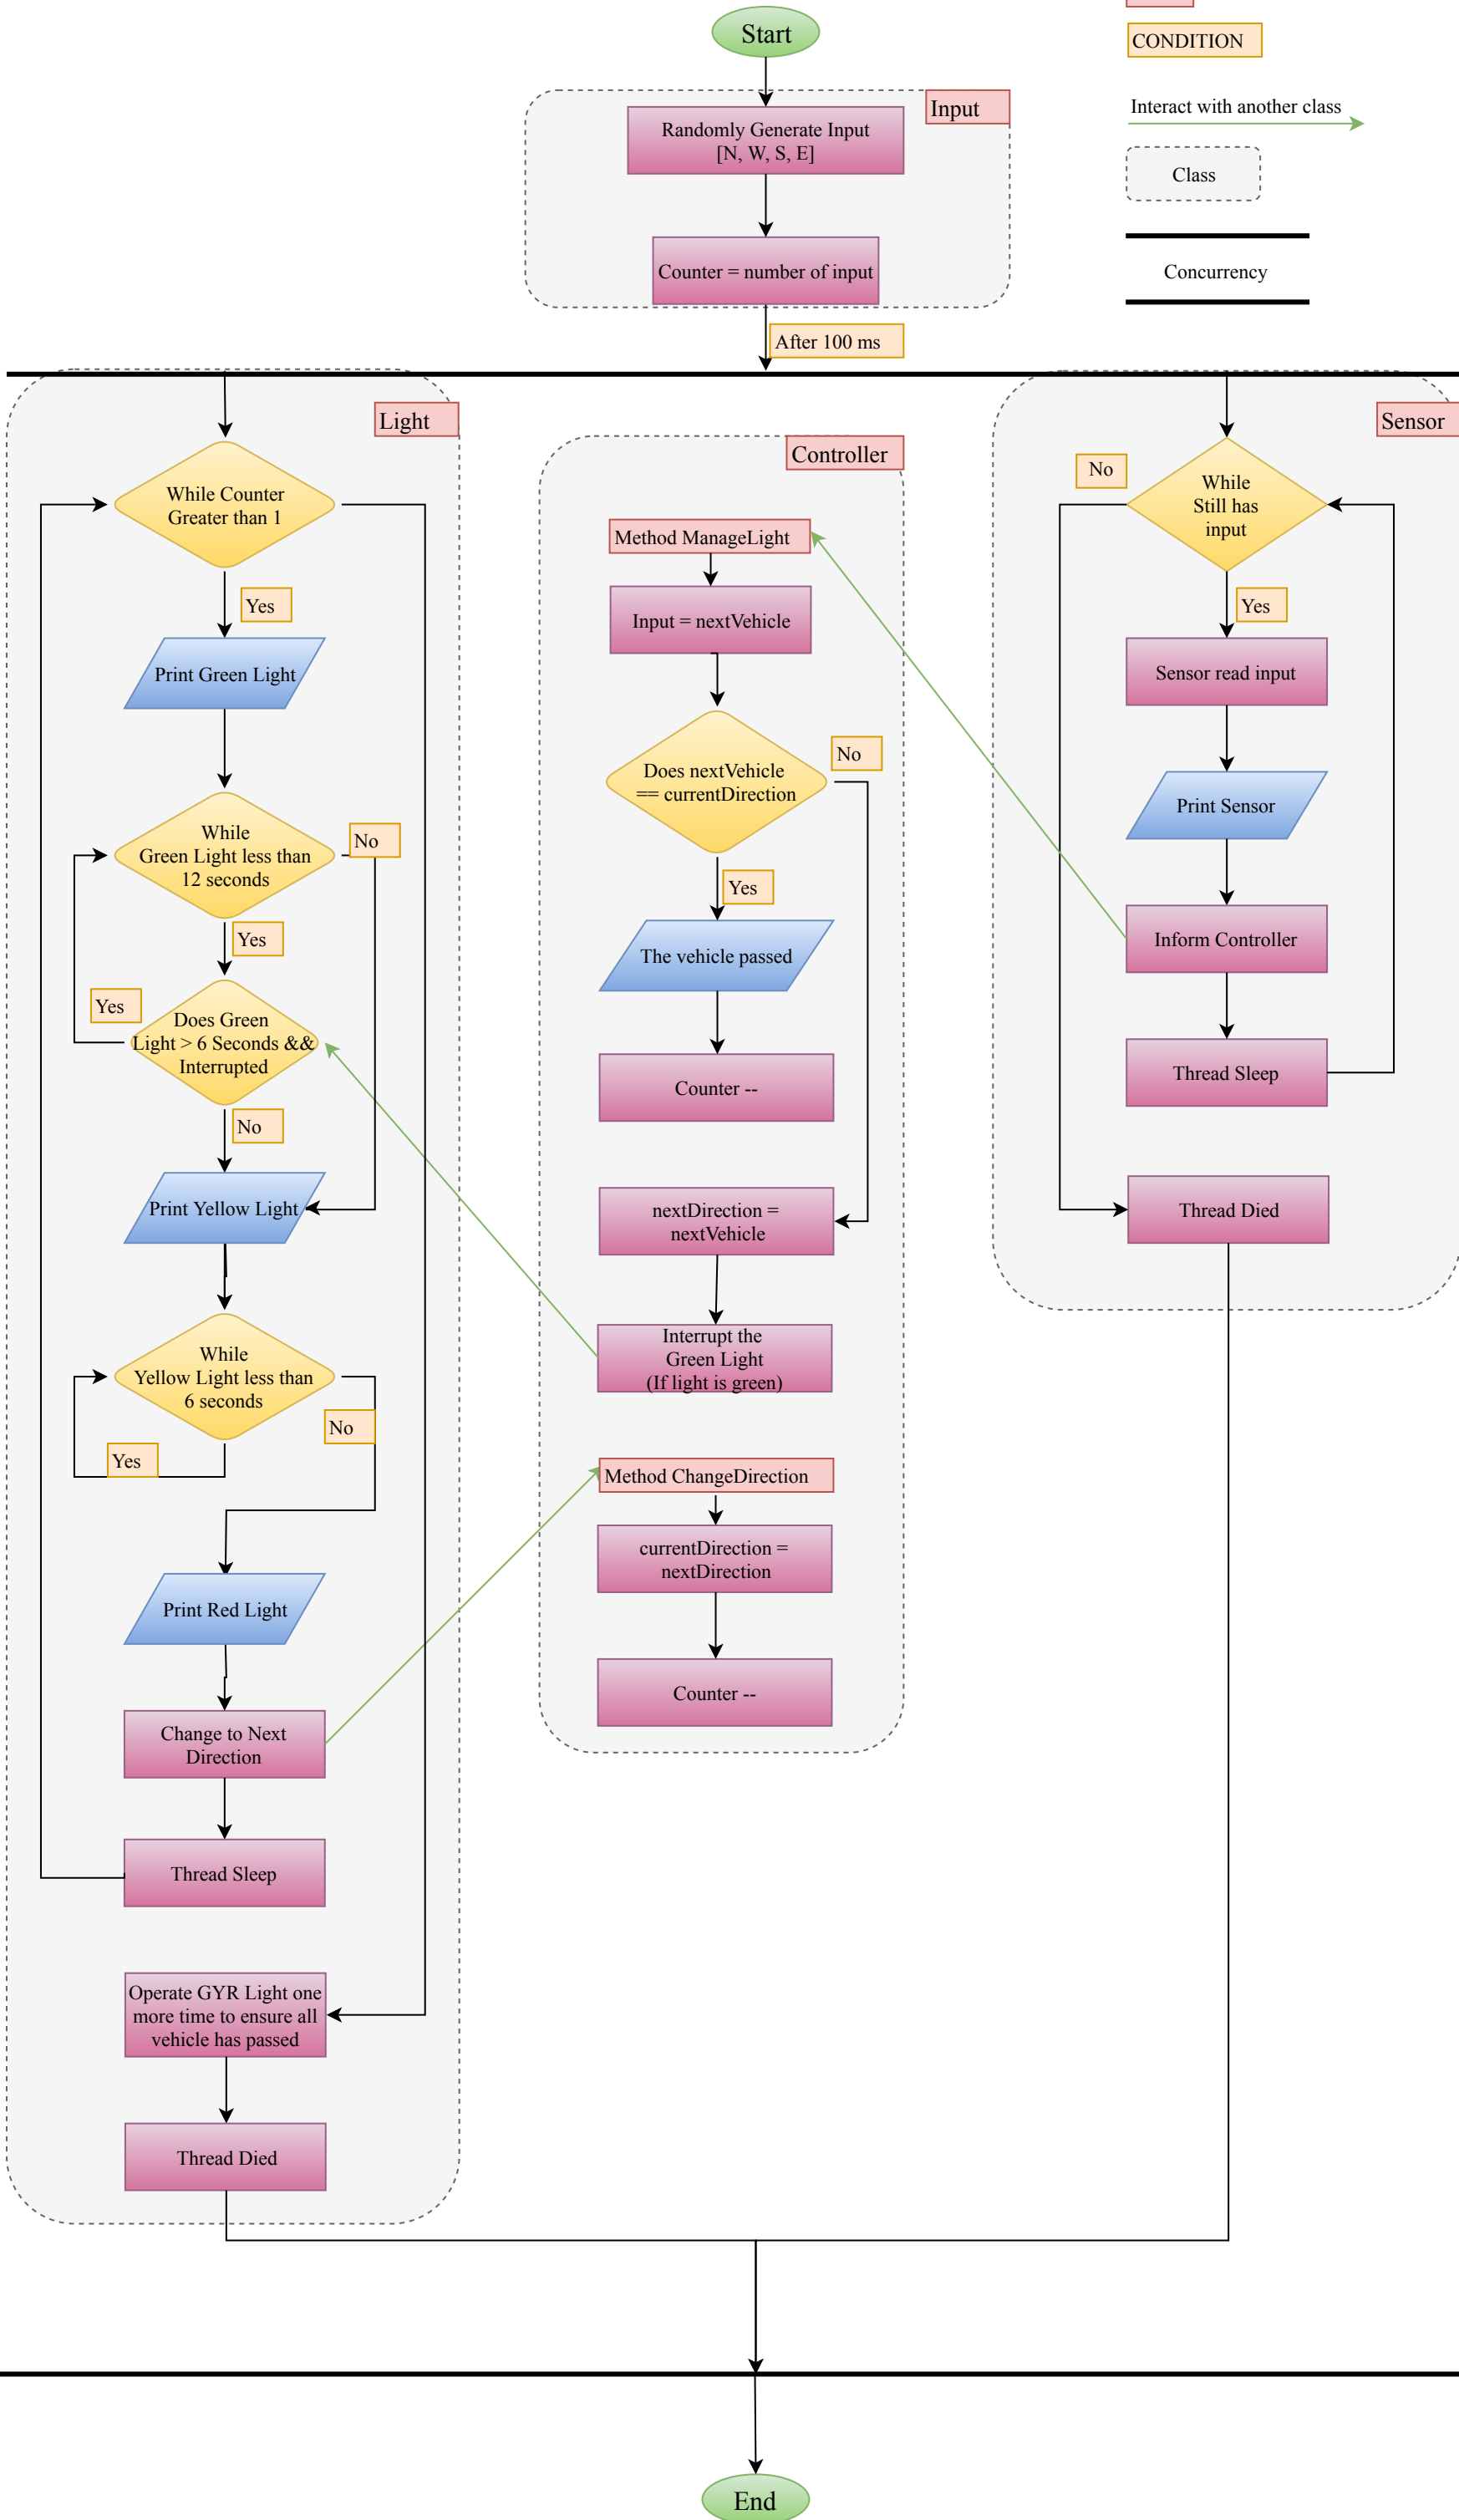 Start
CONDITION
Interact with another class
Class
Concurrency
Input
Randomly Generate Input
[N, W, S, E]
Counter = number of input
After 100 ms
Light
While Counter
Greater than 1
Yes
Print Green Light
While
Green Light less than
12 seconds
No
Yes
Does Green
Light > 6 Seconds &&
Interrupted
Yes
No
Print Yellow Light
While
Yellow Light less than
6 seconds
Yes
No
Print Red Light
Change to Next
Direction
Thread Sleep
Operate GYR Light one
more time to ensure all
vehicle has passed
Thread Died
Controller
Method ManageLight
Input = nextVehicle
Does nextVehicle
== currentDirection
No
Yes
The vehicle passed
Counter --
nextDirection =
nextVehicle
Interrupt the
Green Light
(If light is green)
Method ChangeDirection
currentDirection =
nextDirection
Counter --
Sensor
While
Still has
input
No
Yes
Sensor read input
Print Sensor
Inform Controller
Thread Sleep
Thread Died
End